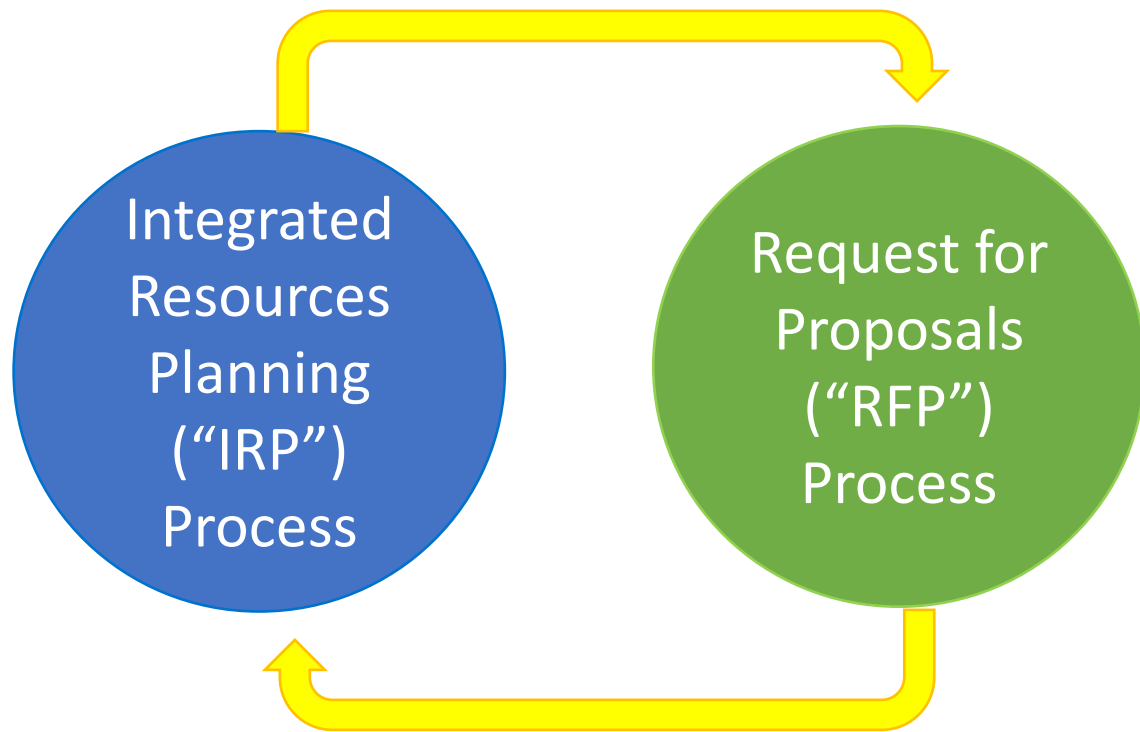 Integrated
Resources
Planning
(“IRP”)
Process
Request for
Proposals
(“RFP”)
Process